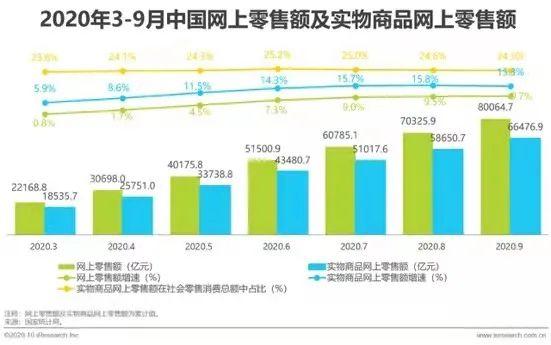 2020年3-9月中国网上零售额及实物商品网上零售额
23.6% 24.1% 24.3% 25.2% 25.0% 24.6% 24.3%
5.9% 8.6% 11.5% 14.3% 15.7% 15.8% 15.3%
0.8% 1.7% 4.5% 7.3% 9.0% 9.5% 9.7%
22168.8 30698.0 40175.8 51500.9 60785.1 70325.9 80064.7
18535.7 25751.0 33738.8 43480.7 51017.6 58650.7 66476.9
2020.3 2020.4 2020.5 2020.6 2020.7 2020.8 2020.9
网上零售额（亿元） 实物商品网上零售额（亿元）
网上零售额增速（%） 实物商品网上零售额增速（%）
实物商品网上零售额在社会零售消费总额中占比（%）
注释：网上零售额及实物商品网上零售额为累计值。
来源：国家统计局。
©2020.10 iResearch Inc. www.iresearch.com.cn